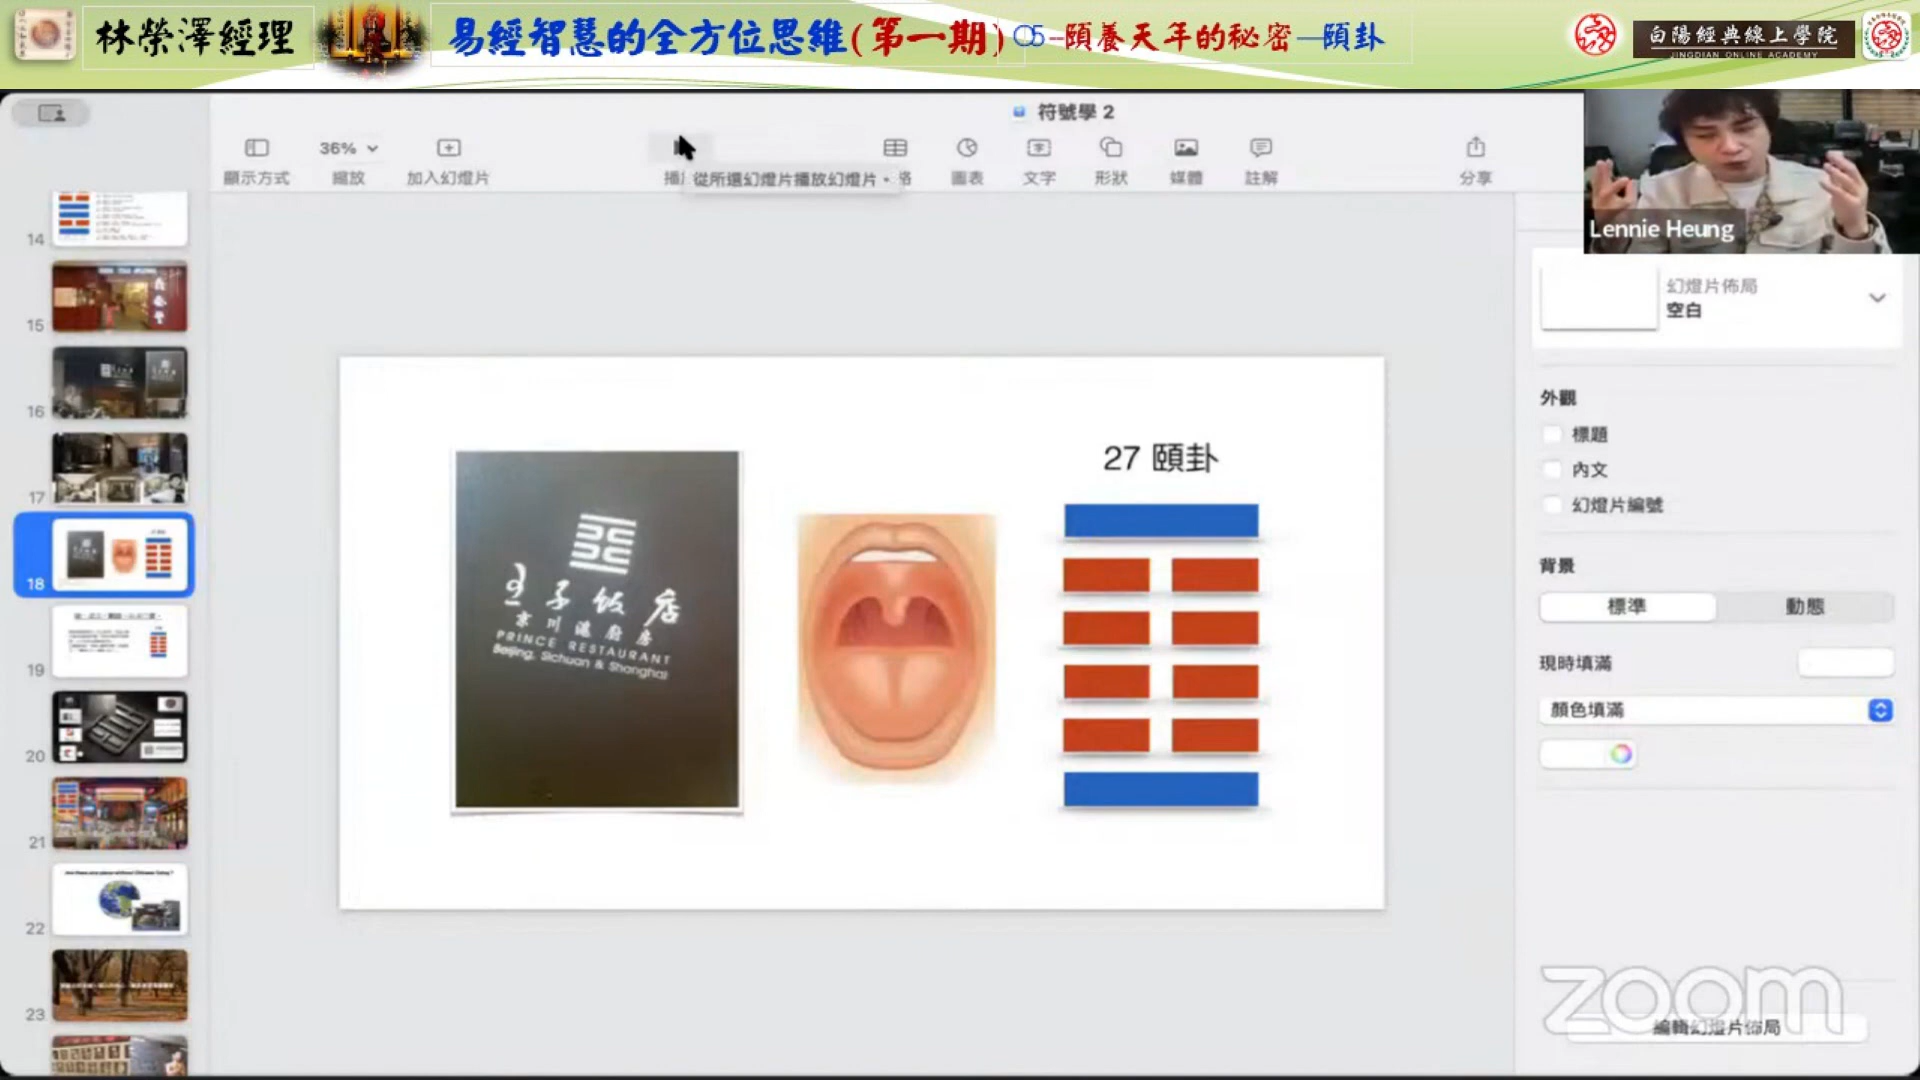 林榮澤經理
易經智慧的全方位思維(第一期)05--頤養天年的秘密—頤卦
白陽經典線上學院
JINGDIAN ONLINE ACADEMY
符號學 2
36%
顯示方式
縮放
加入幻燈片
從所選幻燈片播放幻燈片。
圖表
文字
形狀
媒體
註解
分享
Lennie Heung
幻燈片佈局
空白
外觀
標題
內文
幻燈片編號
背景
標準
動態
現時填滿
顏色填滿
編輯幻燈片佈局
zoom
14
15
16
17
18
19
20
21
22
23
27 頤卦
王子飯店
京川滬廚房
PRINCE RESTAURANT
Beijing, Sichuan & Shanghai